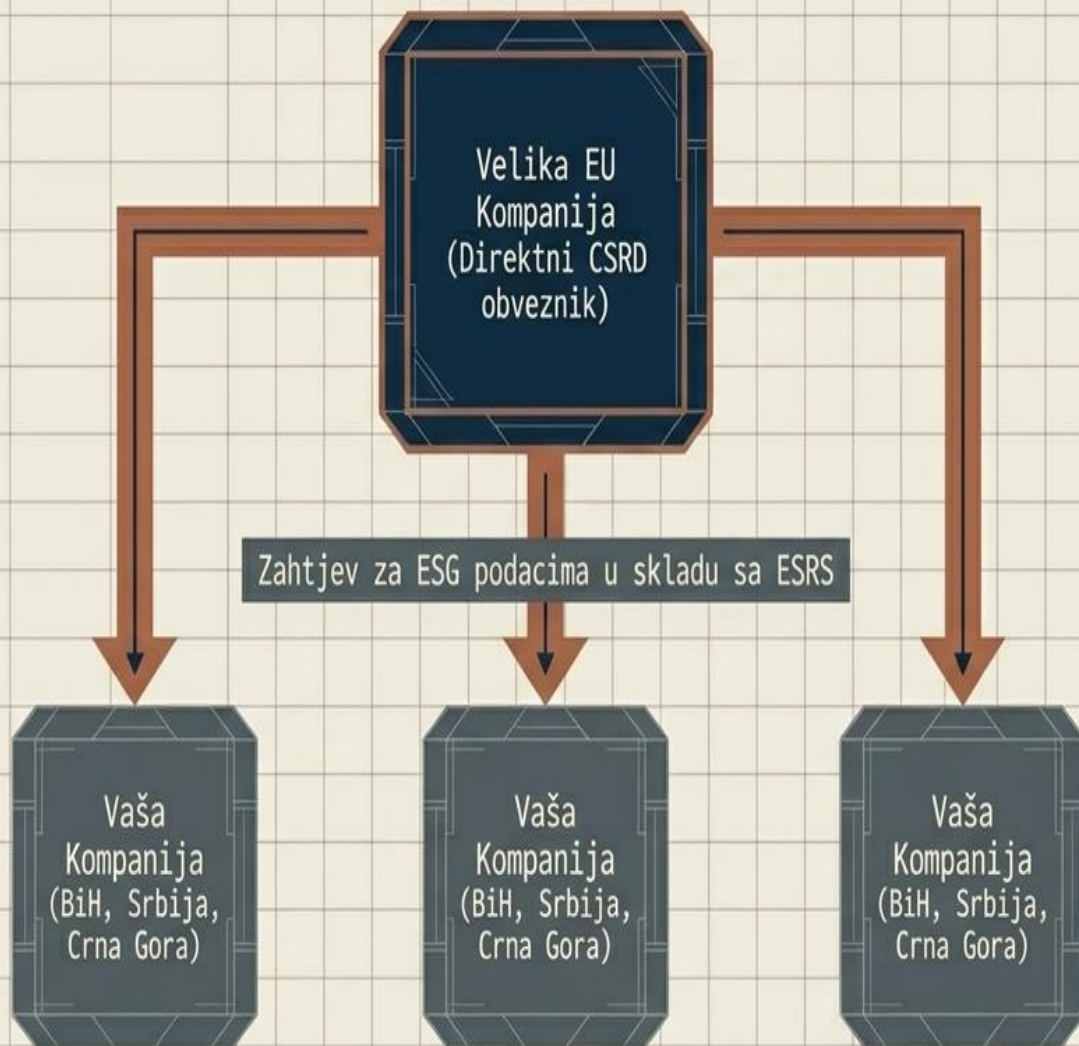 Velika EU
Kompanija
(Direktni CSRD
obveznik)
Zahtjev za ESG podacima u skladu sa ESRS
Vaša
Kompanija
(BiH, Srbija,
Crna Gora)
Vaša
Kompanija
(BiH, Srbija,
Crna Gora)
Vaša
Kompanija
(BiH, Srbija,
Crna Gora)